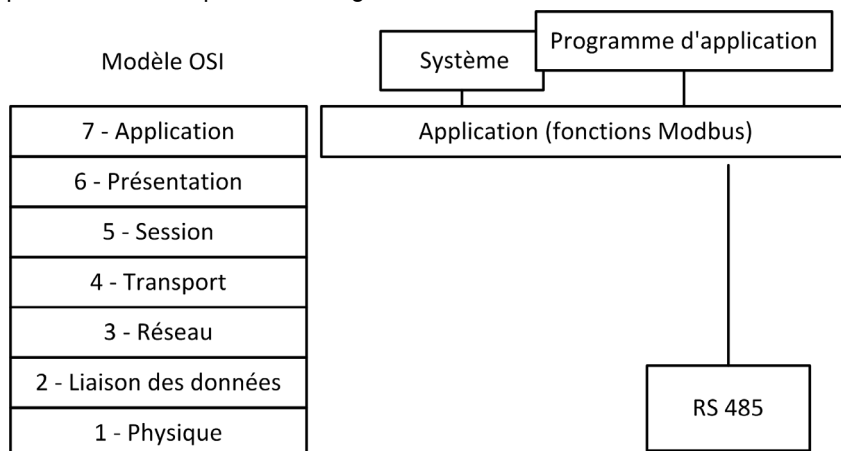 Modèle OSI
Système
Programme d'application
7 - Application
Application (fonctions Modbus)
6 - Présentation
5 - Session
4 - Transport
3 - Réseau
2 - Liaison des données
RS 485
1 - Physique